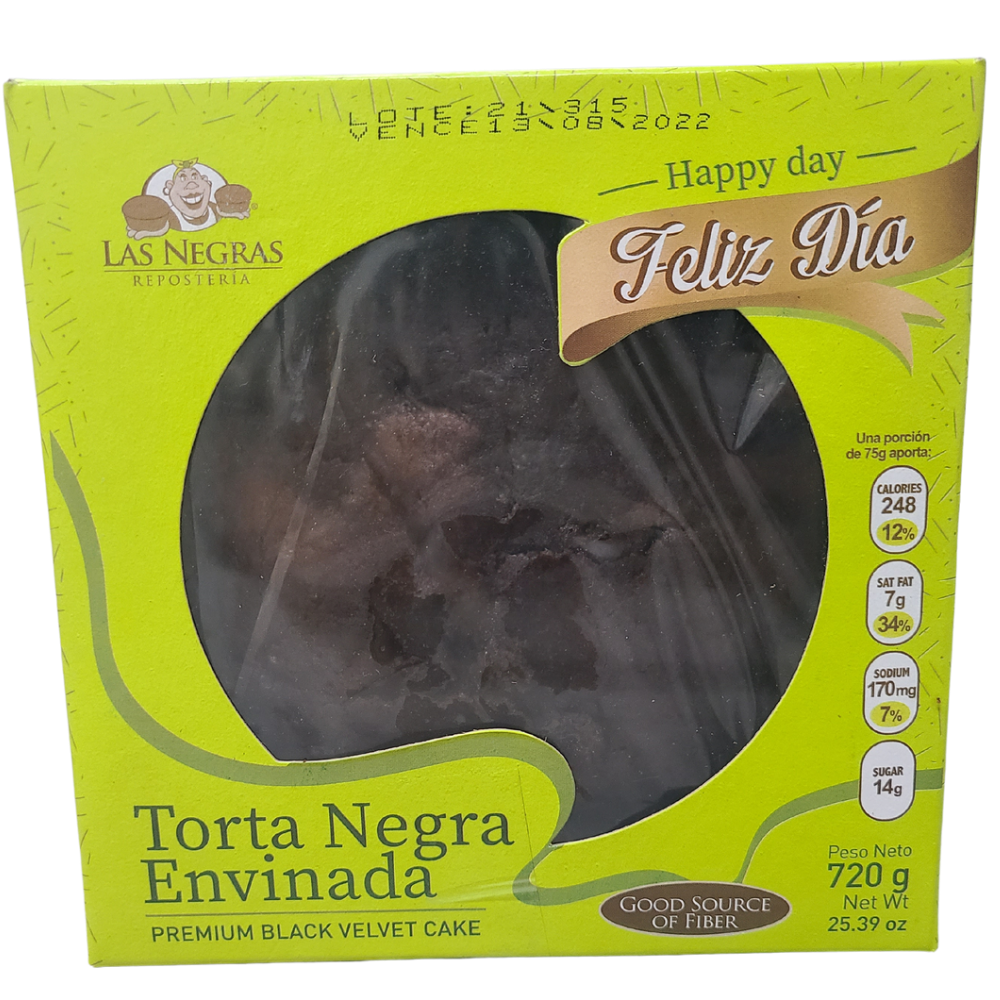 LOTE:21\315
VENCE13\08\2022
Happy day
Feliz Día
LAS NEGRAS
REPOSTERÍA
Una porción
de 75g aporta:
CALORIES
248
12%
SAT FAT
7g
34%
SODIUM
170mg
7%
SUGAR
14g
Torta Negra
Envinada
PREMIUM BLACK VELVET CAKE
GOOD SOURCE
OF FIBER
Peso Neto
720 g
Net Wt
25.39 oz